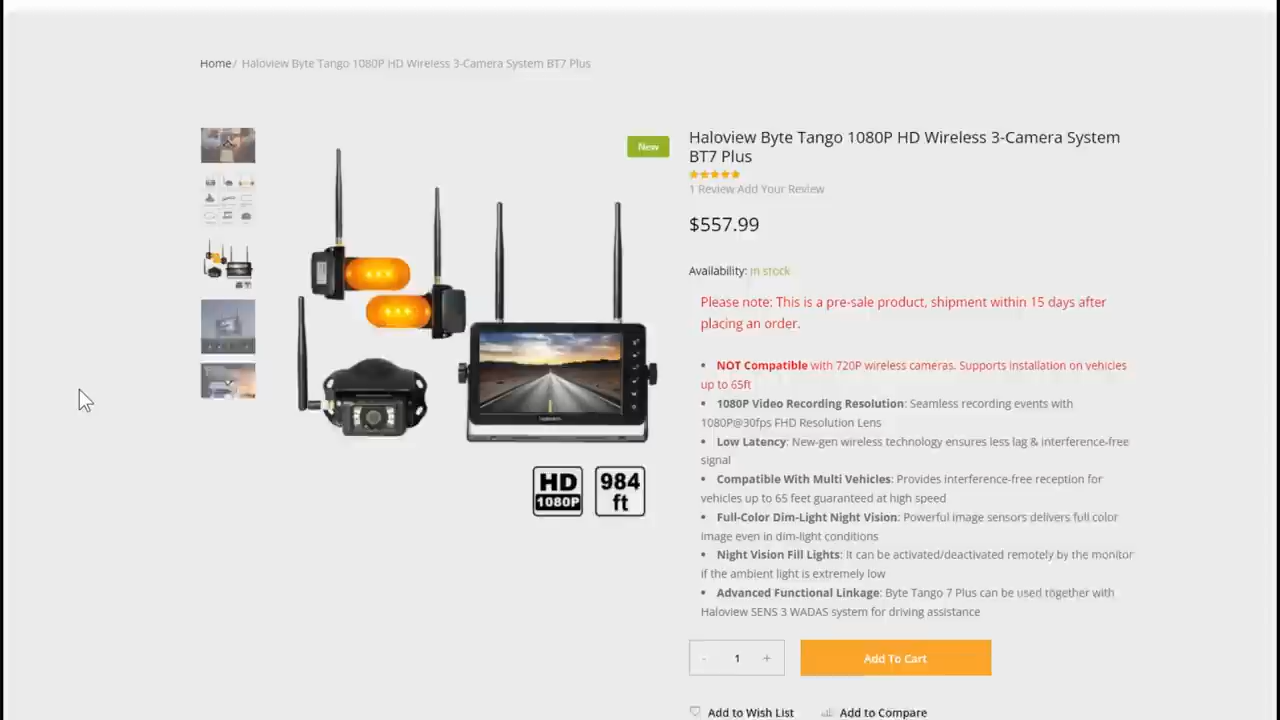 Home/ Haloview Byte Tango 1080P HD Wireless 3-Camera System BT7 Plus
New
Haloview Byte Tango 1080P HD Wireless 3-Camera System
BT7 Plus
1 Review Add Your Review
$557.99
Availability: In stock
Please note: This is a pre-sale product, shipment within 15 days after
placing an order.
• NOT Compatible with 720P wireless cameras. Supports installation on vehicles
up to 65ft
• 1080P Video Recording Resolution: Seamless recording events with
1080P@30fps FHD Resolution Lens
• Low Latency: New-gen wireless technology ensures less lag & interference-free
signal
• Compatible With Multi Vehicles: Provides interference-free reception for
vehicles up to 65 feet guaranteed at high speed
• Full-Color Dim-Light Night Vision: Powerful image sensors delivers full color
image even in dim-light conditions
• Night Vision Fill Lights: It can be activated/deactivated remotely by the monitor
if the ambient light is extremely low
• Advanced Functional Linkage: Byte Tango 7 Plus can be used together with
Haloview SENS 3 WADAS system for driving assistance
HD
1080P
984
ft
- 1 +
Add To Cart
Add to Wish List
Add to Compare